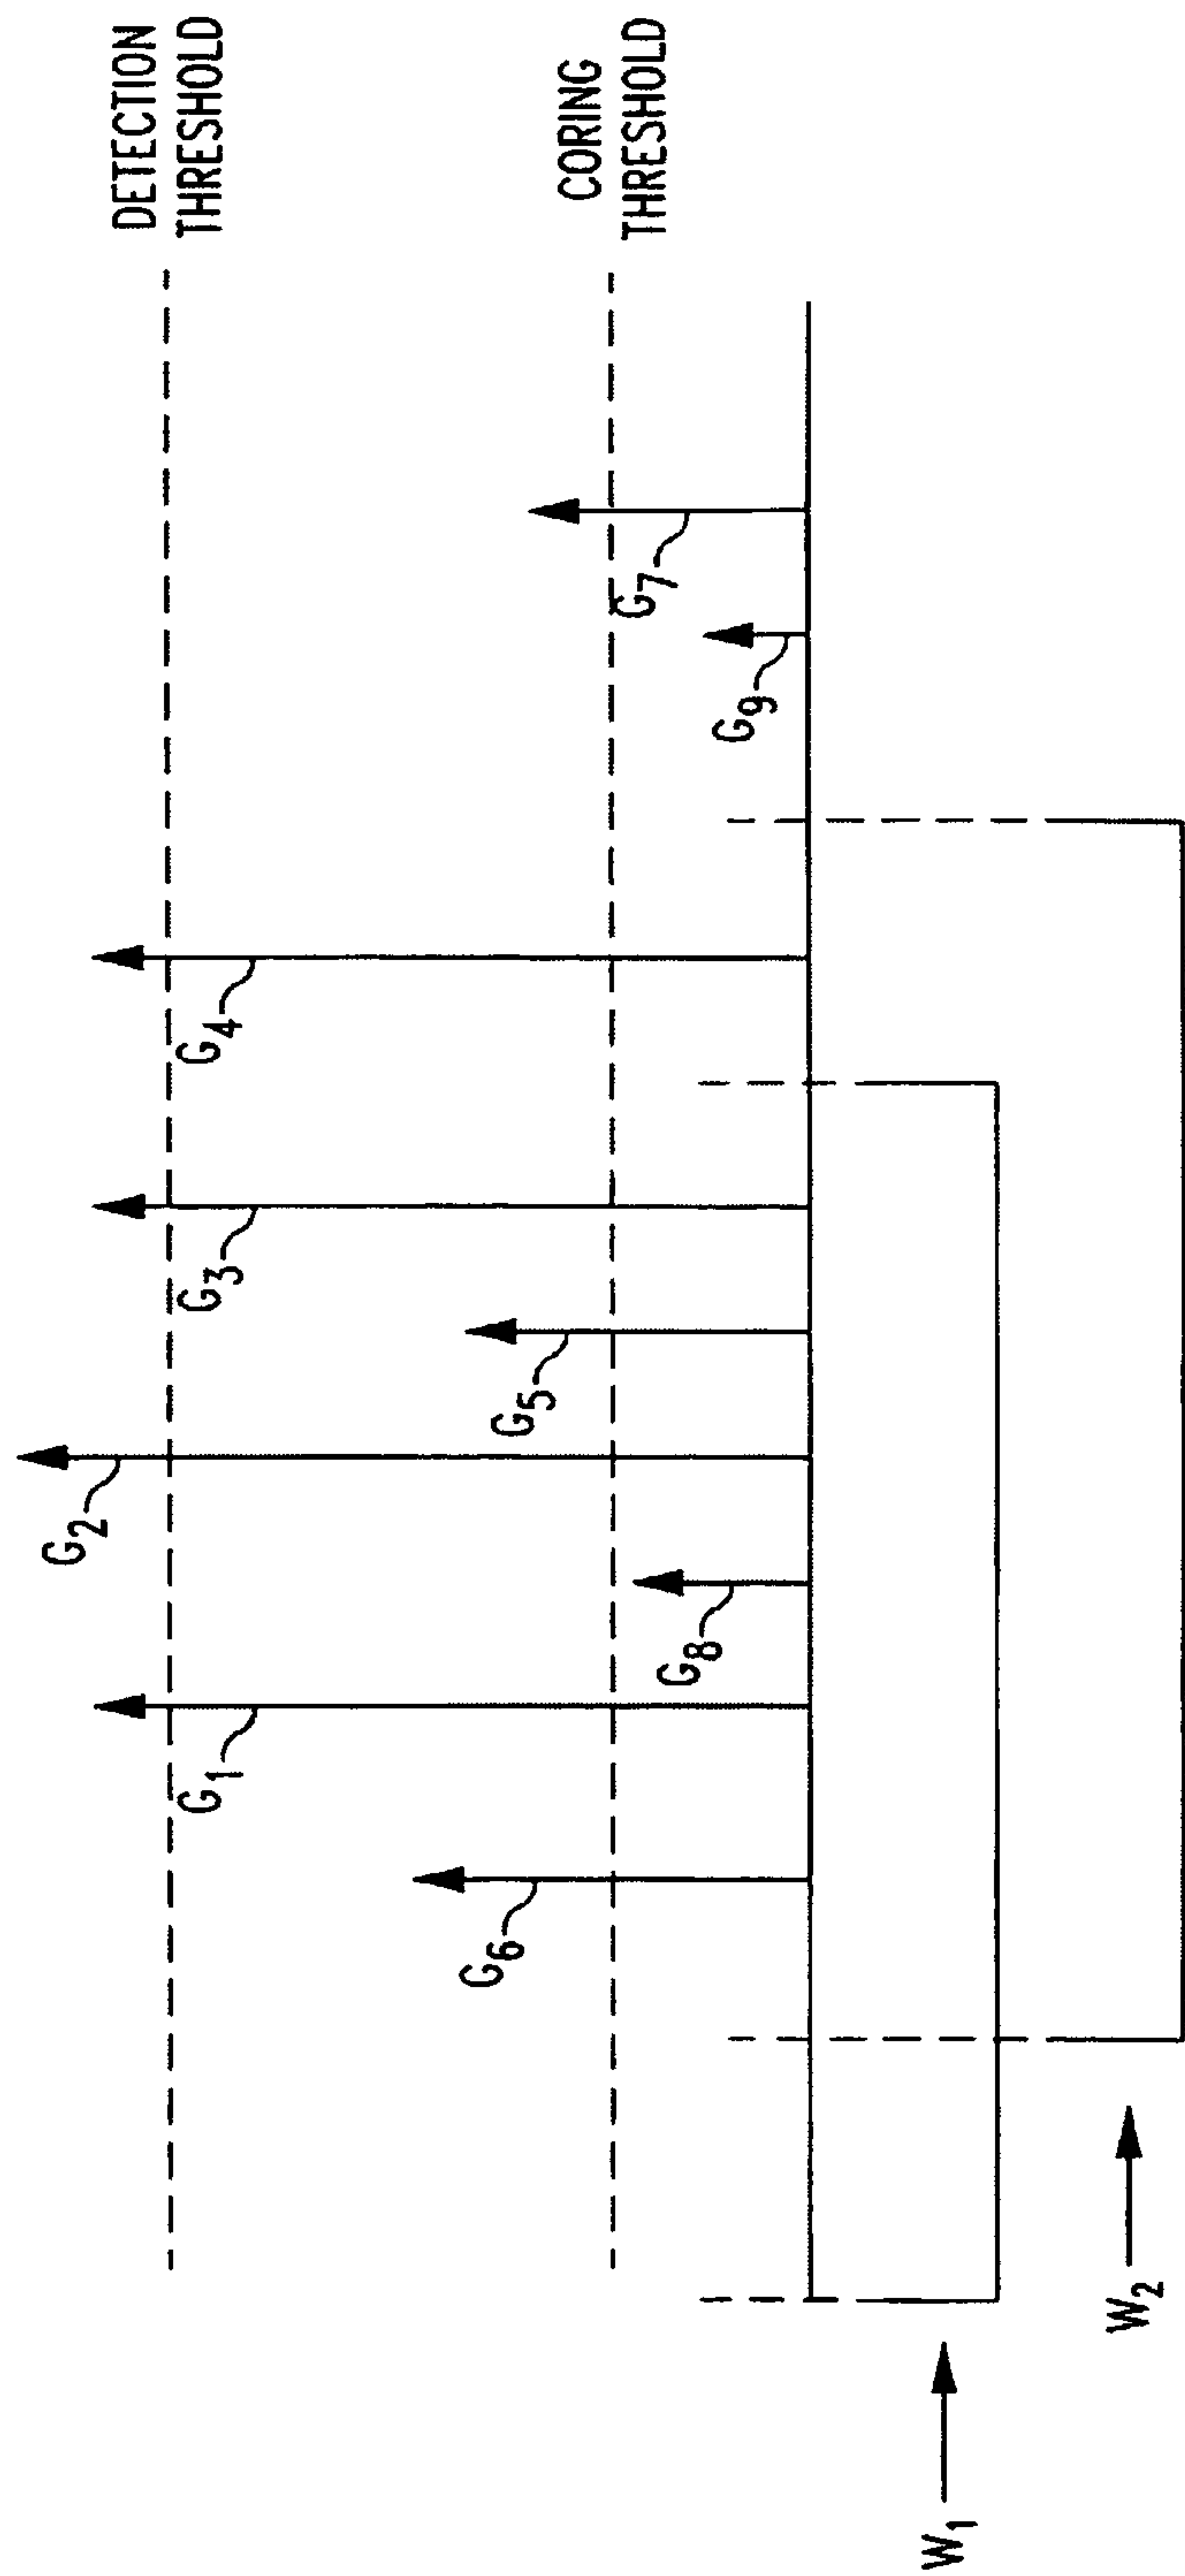 DETECTION
THRESHOLD
CORING
THRESHOLD
G6
G1
G8
G2
G5
G3
G4
G9
G7
W1
W2